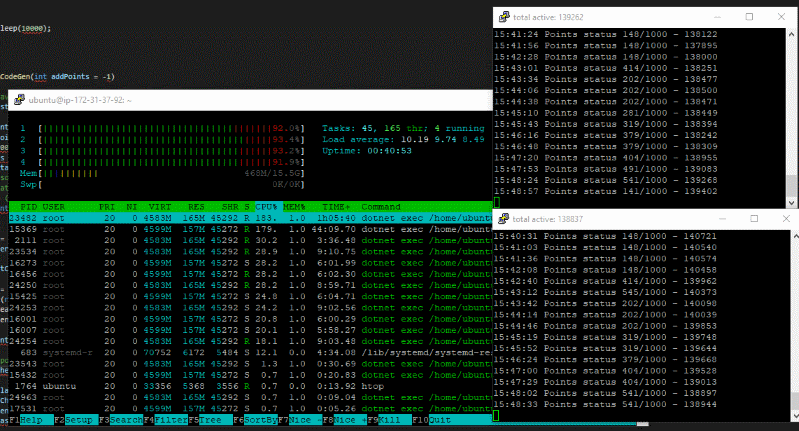 leep(10000);
CodeGen(int addPoints = -1)
ubuntu@ip-172-31-37-92: ~
1 [||||||||||||||||||||||||||||||||||||||92.0%] Tasks: 45, 165 thr; 4 running
2 [||||||||||||||||||||||||||||||||||||||93.4%] Load average: 10.19 9.74 8.49
3 [||||||||||||||||||||||||||||||||||||||93.2%] Uptime: 00:40:53
4 [||||||||||||||||||||||||||||||||||||||91.9%]
Mem[|||||||||| 468M/15.5G]
Swp[ 0K/0K]
PID USER PRI NI VIRT RES SHR S CPU% MEM% TIME+ Command
23482 root 20 0 4583M 165M 45292 R 183. 1.0 1h05:40 dotnet exec /home/ubunt
15369 root 20 0 4599M 157M 45272 R 179. 1.0 44:09.70 dotnet exec /home/ubunt
2111 root 20 0 4583M 165M 45292 R 30.2 1.0 3:36.48 dotnet exec /home/ubunt
23534 root 20 0 4583M 165M 45292 R 28.9 1.0 9:10.75 dotnet exec /home/ubunt
16273 root 20 0 4599M 157M 45272 S 28.2 1.0 6:01.99 dotnet exec /home/ubunt
16456 root 20 0 4599M 157M 45272 R 28.2 1.0 6:02.30 dotnet exec /home/ubunt
24250 root 20 0 4583M 165M 45292 R 28.2 1.0 8:59.71 dotnet exec /home/ubunt
15425 root 20 0 4599M 157M 45272 S 24.8 1.0 6:04.71 dotnet exec /home/ubunt
24253 root 20 0 4583M 165M 45292 S 24.2 1.0 9:02.56 dotnet exec /home/ubunt
16001 root 20 0 4599M 157M 45272 S 20.8 1.0 6:00.29 dotnet exec /home/ubunt
16007 root 20 0 4599M 157M 45272 S 20.1 1.0 5:58.27 dotnet exec /home/ubunt
24254 root 20 0 4583M 165M 45292 R 18.1 1.0 9:03.48 dotnet exec /home/ubunt
683 systemd-r 20 0 70752 6172 5484 S 12.1 0.0 4:34.08 /lib/systemd/systemd-re
23543 root 20 0 4583M 165M 45292 S 1.3 1.0 0:30.69 dotnet exec /home/ubunt
15432 root 20 0 4599M 157M 45272 S 0.7 1.0 0:20.83 dotnet exec /home/ubunt
1764 ubuntu 20 0 33356 5368 3556 R 0.7 0.0 0:13.92 htop
24963 root 20 0 4583M 165M 45292 S 0.7 1.0 0:09.04 dotnet exec /home/ubunt
17531 root 20 0 4599M 157M 45272 S 0.7 1.0 0:05.26 dotnet exec /home/ubunt
F1Help F2Setup F3Search F4Filter F5Tree F6SortBy F7Nice - F8Nice + F9Kill F10Quit
total active: 139262
15:41:24 Points status 148/1000 - 138122
15:41:56 Points status 148/1000 - 137895
15:42:28 Points status 148/1000 - 138000
15:43:01 Points status 414/1000 - 138251
15:43:34 Points status 202/1000 - 138477
15:44:06 Points status 202/1000 - 138500
15:44:38 Points status 202/1000 - 138471
15:45:10 Points status 281/1000 - 138449
15:45:43 Points status 319/1000 - 138394
15:46:16 Points status 379/1000 - 138242
15:46:48 Points status 379/1000 - 138309
15:47:20 Points status 404/1000 - 138955
15:47:53 Points status 491/1000 - 139083
15:48:24 Points status 541/1000 - 139268
15:48:57 Points status 141/1000 - 139402
total active: 138837
15:40:31 Points status 148/1000 - 140721
15:41:03 Points status 148/1000 - 140540
15:41:36 Points status 148/1000 - 140574
15:42:08 Points status 148/1000 - 140458
15:42:40 Points status 414/1000 - 139962
15:43:12 Points status 545/1000 - 140373
15:43:42 Points status 202/1000 - 140098
15:44:14 Points status 202/1000 - 140039
15:44:46 Points status 202/1000 - 139853
15:45:19 Points status 319/1000 - 139748
15:45:52 Points status 319/1000 - 139644
15:46:24 Points status 379/1000 - 139668
15:47:00 Points status 404/1000 - 139528
15:47:29 Points status 404/1000 - 139013
15:48:02 Points status 541/1000 - 138897
15:48:33 Points status 541/1000 - 138944